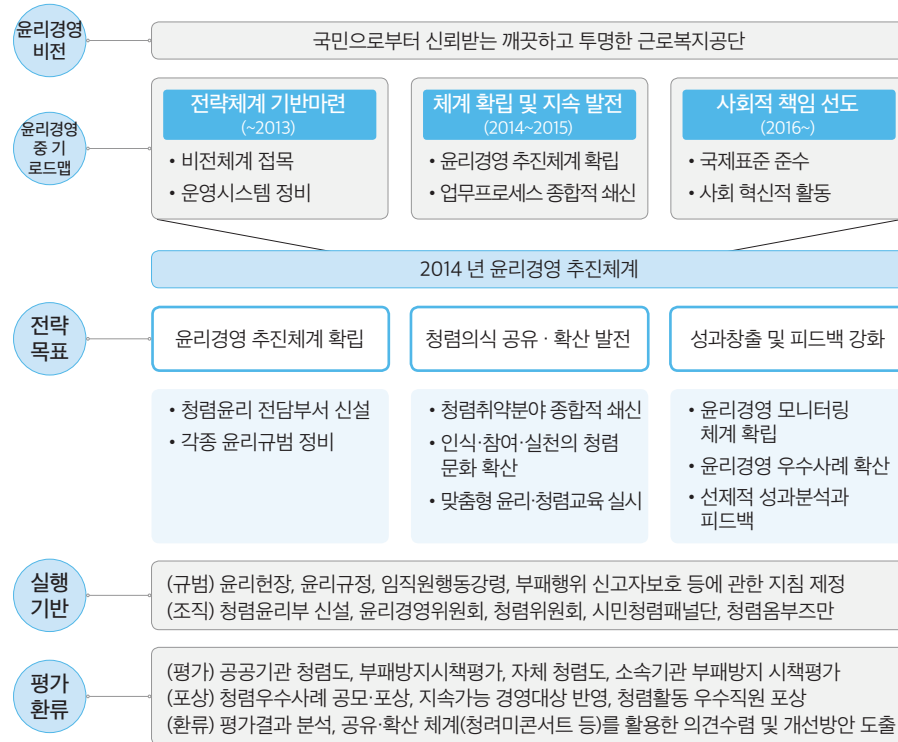 윤리경영
비전
국민으로부터 신뢰받는 깨끗하고 투명한 근로복지공단
윤리경영
중 기
로드맵
전략체계 기반마련
(~2013)
• 비전체계 접목
• 운영시스템 정비
체계 확립 및 지속 발전
(2014~2015)
• 윤리경영 추진체계 확립
• 업무프로세스 종합적 쇄신
사회적 책임 선도
(2016~)
• 국제표준 준수
• 사회 혁신적 활동
2014 년 윤리경영 추진체계
전략
목표
윤리경영 추진체계 확립
청렴의식 공유 · 확산 발전
성과창출 및 피드백 강화
• 청렴윤리 전담부서 신설
• 각종 윤리규범 정비
• 청렴취약분야 종합적 쇄신
• 인식·참여·실천의 청렴
문화 확산
• 맞춤형 윤리·청렴교육 실시
• 윤리경영 모니터링
체계 확립
• 윤리경영 우수사례 확산
• 선제적 성과분석과
피드백
실행
기반
(규범) 윤리헌장, 윤리규정, 임직원행동강령, 부패행위 신고자보호 등에 관한 지침 제정
(조직) 청렴윤리부 신설, 윤리경영위원회, 청렴위원회, 시민청렴패널단, 청렴옴부즈만
평가
환류
(평가) 공공기관 청렴도, 부패방지시책평가, 자체 청렴도, 소속기관 부패방지 시책평가
(포상) 청렴우수사례 공모·포상, 지속가능 경영대상 반영, 청렴활동 우수직원 포상
(환류) 평가결과 분석, 공유·확산 체계(청려미콘서트 등)를 활용한 의견수렴 및 개선방안 도출